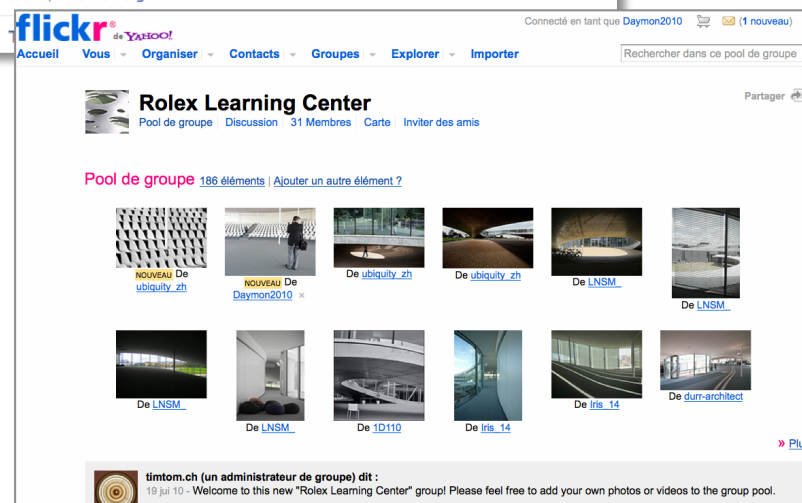 flickr® de YAHOO!
Connecté en tant que Daymon2010 (1 nouveau)
Accueil Vous Organiser Contacts Groupes Explorer Importer
Rechercher dans ce pool de groupe
Rolex Learning Center
Partager
Pool de groupe Discussion 31 Membres Carte Inviter des amis
Pool de groupe 186 éléments | Ajouter un autre élément ?
NOUVEAU De ubiquity_zh
NOUVEAU De Daymon2010 ×
De ubiquity_zh
De ubiquity_zh
De LNSM_
De LNSM_
De LNSM_
De LNSM_
De 1D110
De Iris_14
De Iris_14
De durr-architect
» Plu
timtom.ch (un administrateur de groupe) dit :
19 jui 10 - Welcome to this new "Rolex Learning Center" group! Please feel free to add your own photos or videos to the group pool.